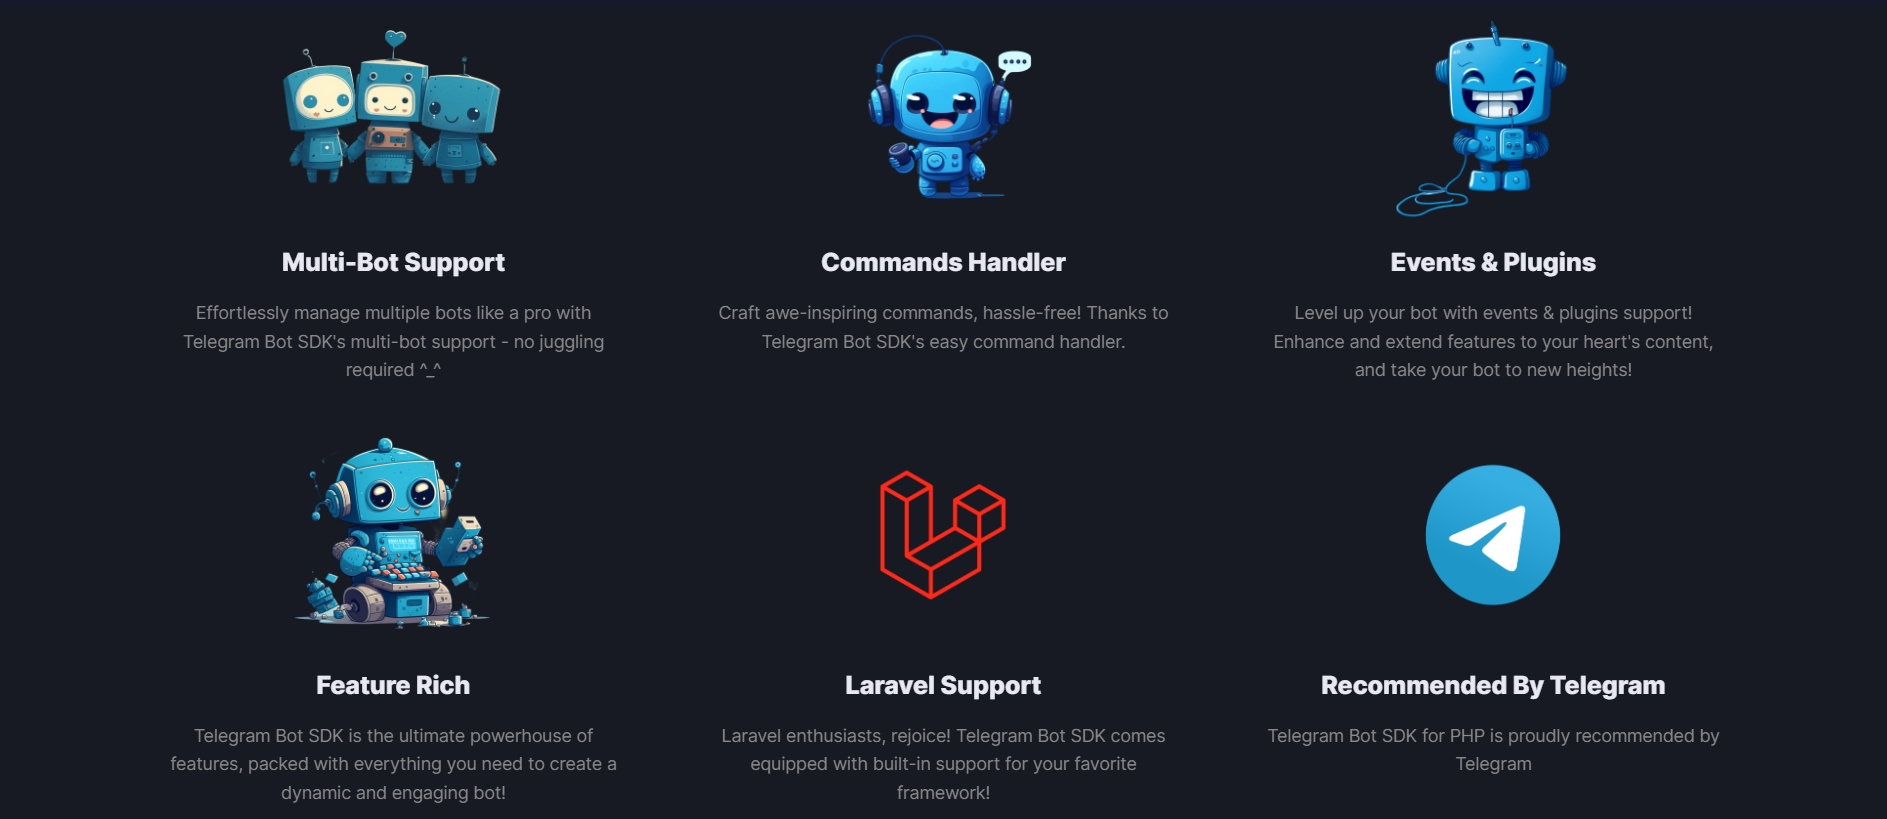 Multi-Bot Support
Effortlessly manage multiple bots like a pro with
Telegram Bot SDK's multi-bot support - no juggling
required ^_^
Commands Handler
Craft awe-inspiring commands, hassle-free! Thanks to
Telegram Bot SDK's easy command handler.
Events & Plugins
Level up your bot with events & plugins support!
Enhance and extend features to your heart's content,
and take your bot to new heights!
Feature Rich
Telegram Bot SDK is the ultimate powerhouse of
features, packed with everything you need to create a
dynamic and engaging bot!
Laravel Support
Laravel enthusiasts, rejoice! Telegram Bot SDK comes
equipped with built-in support for your favorite
framework!
Recommended By Telegram
Telegram Bot SDK for PHP is proudly recommended by
Telegram